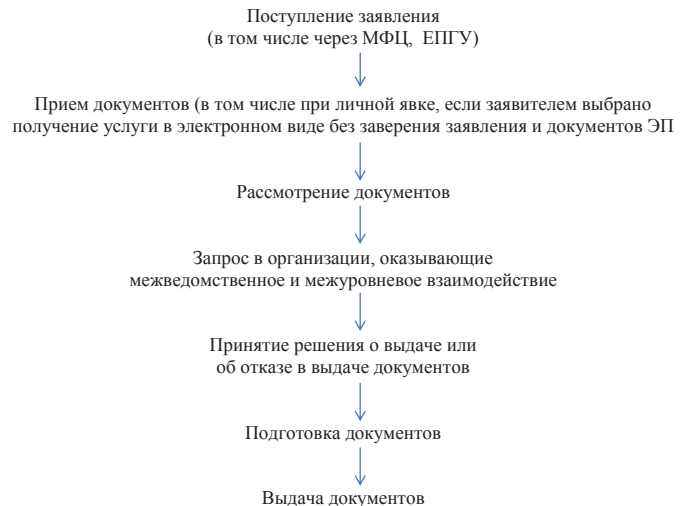 Поступление заявления
(в том числе через МФЦ, ЕПГУ)
Прием документов (в том числе при личной явке, если заявителем выбрано
получение услуги в электронном виде без заверения заявления и документов ЭП
Рассмотрение документов
Запрос в организации, оказывающие
межведомственное и межуровневое взаимодействие
Принятие решения о выдаче или
об отказе в выдаче документов
Подготовка документов
Выдача документов